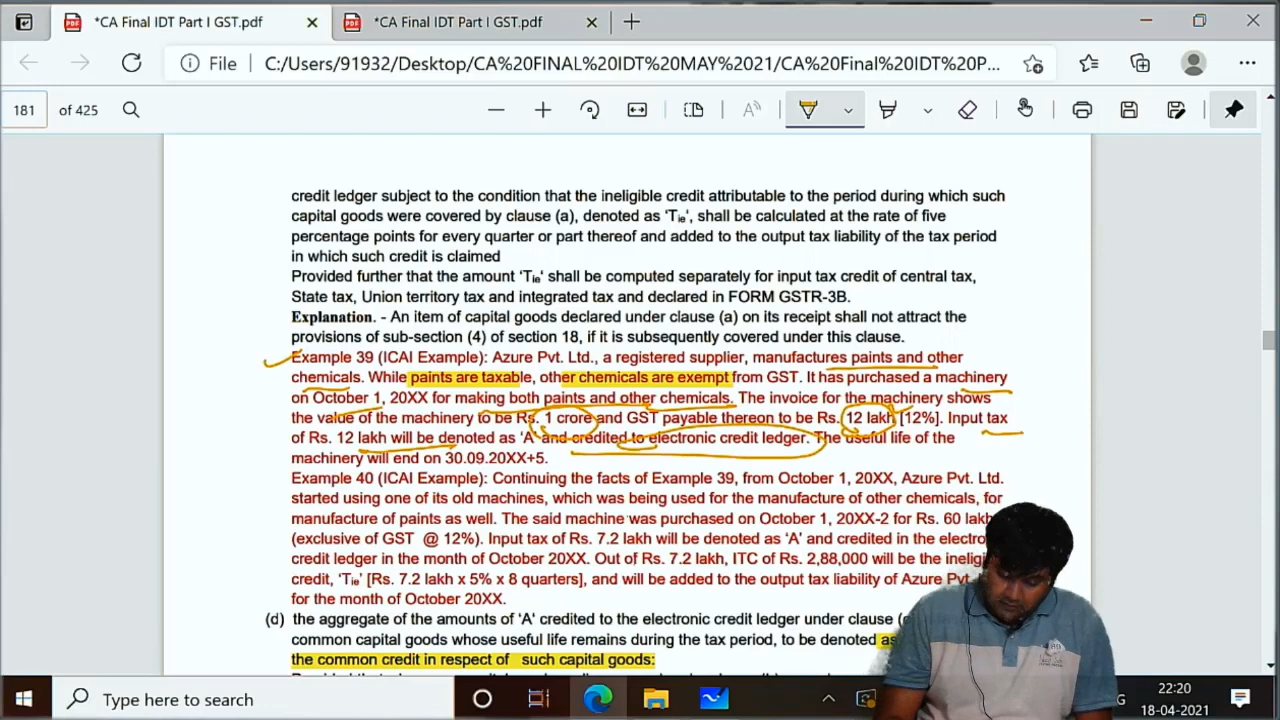 *CA Final IDT Part I GST.pdf
*CA Final IDT Part I GST.pdf
File
C:/Users/91932/Desktop/CA%20FINAL%20IDT%20MAY%2021/CA%20Final%20IDT%20P...
181 of 425
credit ledger subject to the condition that the ineligible credit attributable to the period during which such
capital goods were covered by clause (a), denoted as ‘Tie’, shall be calculated at the rate of five
percentage points for every quarter or part thereof and added to the output tax liability of the tax period
in which such credit is claimed
Provided further that the amount ‘Tie‘ shall be computed separately for input tax credit of central tax,
State tax, Union territory tax and integrated tax and declared in FORM GSTR-3B.
Explanation. - An item of capital goods declared under clause (a) on its receipt shall not attract the
provisions of sub-section (4) of section 18, if it is subsequently covered under this clause.
Example 39 (ICAI Example): Azure Pvt. Ltd., a registered supplier, manufactures paints and other
chemicals. While paints are taxable, other chemicals are exempt from GST. It has purchased a machinery
on October 1, 20XX for making both paints and other chemicals. The invoice for the machinery shows
the value of the machinery to be Rs. 1 crore and GST payable thereon to be Rs. 12 lakh [12%]. Input tax
of Rs. 12 lakh will be denoted as ‘A’ and credited to electronic credit ledger. The useful life of the
machinery will end on 30.09.20XX+5.
Example 40 (ICAI Example): Continuing the facts of Example 39, from October 1, 20XX, Azure Pvt. Ltd.
started using one of its old machines, which was being used for the manufacture of other chemicals, for
manufacture of paints as well. The said machine was purchased on October 1, 20XX-2 for Rs. 60 lakh
(exclusive of GST @ 12%). Input tax of Rs. 7.2 lakh will be denoted as ‘A’ and credited in the electro
credit ledger in the month of October 20XX. Out of Rs. 7.2 lakh, ITC of Rs. 2,88,000 will be the inelig
credit, ‘Tie’ [Rs. 7.2 lakh x 5% x 8 quarters], and will be added to the output tax liability of Azure Pvt
for the month of October 20XX.
(d) the aggregate of the amounts of ‘A’ credited to the electronic credit ledger under clause
common capital goods whose useful life remains during the tax period, to be denoted as
the common credit in respect of such capital goods:
Type here to search
G
22:20
18-04-2021